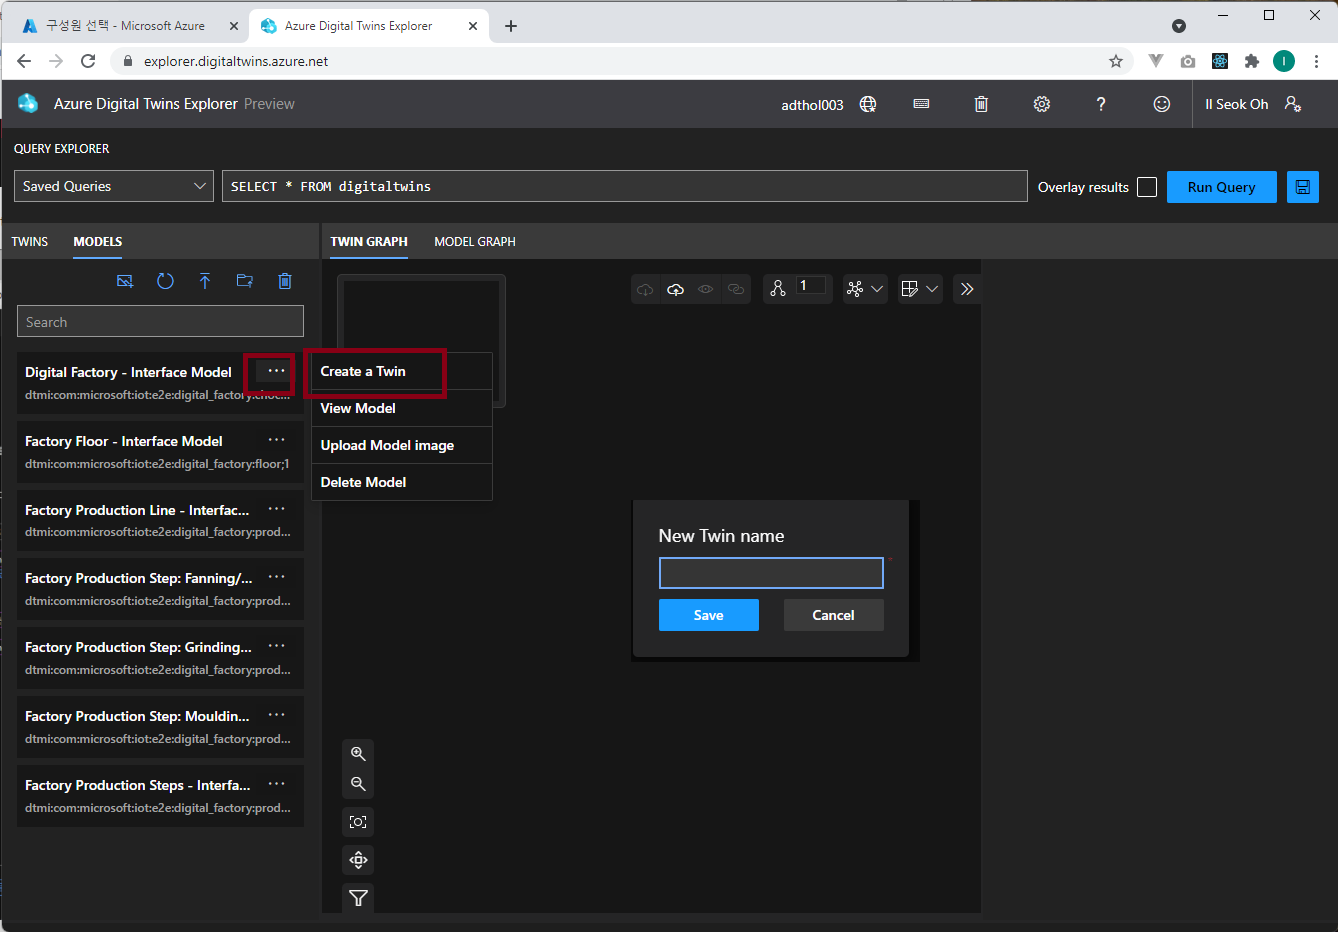 구성원 선택 - Microsoft Azure
Azure Digital Twins Explorer
explorer.digitaltwins.azure.net
I
Azure Digital Twins Explorer Preview
adthol003
?
Il Seok Oh
QUERY EXPLORER
Saved Queries
SELECT * FROM digitaltwins
Overlay results
Run Query
TWINS
MODELS
TWIN GRAPH
MODEL GRAPH
1
Search
Digital Factory - Interface Model
dtmi:com:microsoft:iot:e2e:digital_factory:choc...
Factory Floor - Interface Model
dtmi:com:microsoft:iot:e2e:digital_factory:floor;1
Factory Production Line - Interfac...
dtmi:com:microsoft:iot:e2e:digital_factory:prod...
Factory Production Step: Fanning/...
dtmi:com:microsoft:iot:e2e:digital_factory:prod...
Factory Production Step: Grinding...
dtmi:com:microsoft:iot:e2e:digital_factory:prod...
Factory Production Step: Mouldin...
dtmi:com:microsoft:iot:e2e:digital_factory:prod...
Factory Production Steps - Interfa...
dtmi:com:microsoft:iot:e2e:digital_factory:prod...
Create a Twin
View Model
Upload Model image
Delete Model
New Twin name
*
Save
Cancel